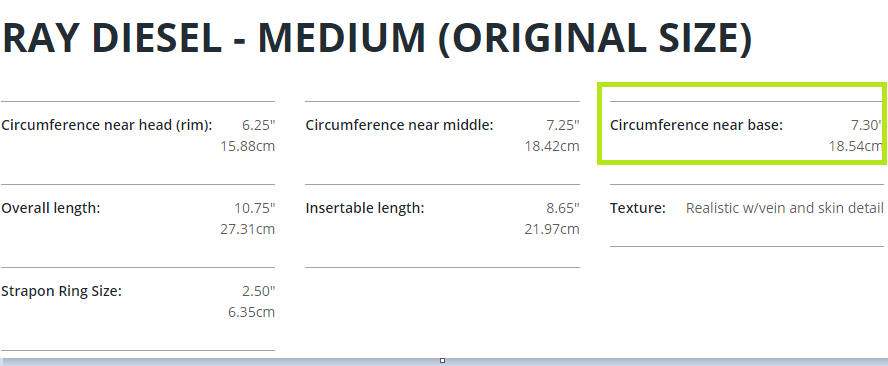 RAY DIESEL - MEDIUM (ORIGINAL SIZE)
Circumference near head (rim): 6.25"
15.88cm
Circumference near middle: 7.25"
18.42cm
Circumference near base: 7.30"
18.54cm
Overall length: 10.75"
27.31cm
Insertable length: 8.65"
21.97cm
Texture: Realistic w/vein and skin detail
Strapon Ring Size: 2.50"
6.35cm